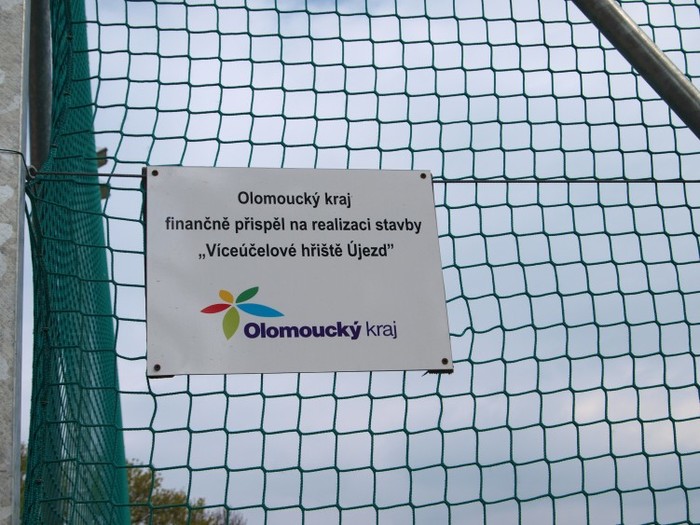 Olomoucký kraj
finančně přispěl na realizaci stavby
„Víceúčelové hřiště Újezd”
Olomoucký kraj